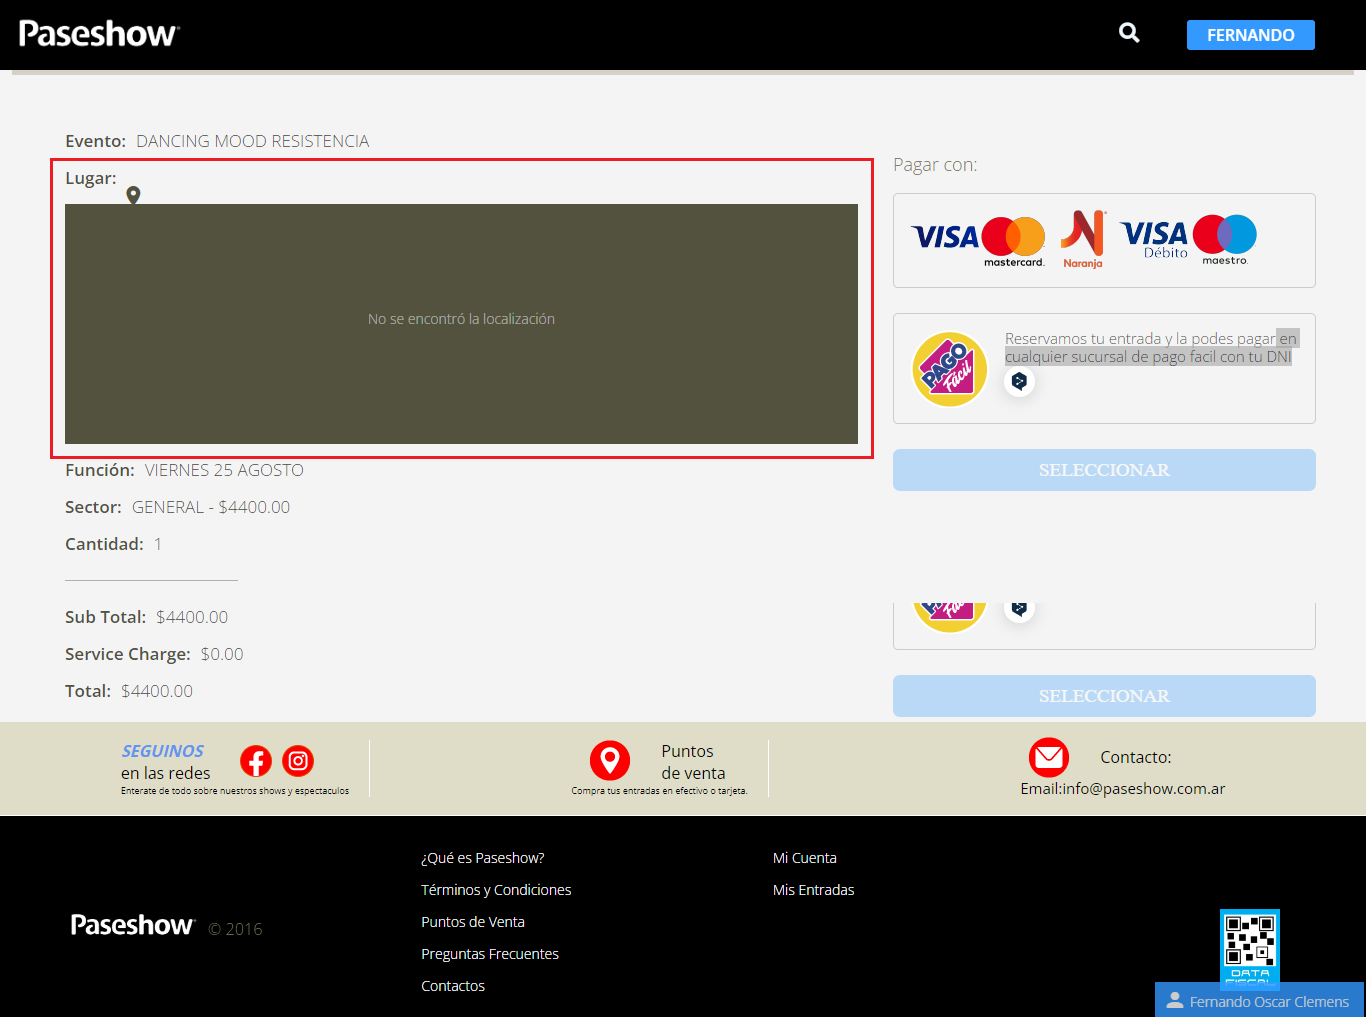 Paseshow
FERNANDO
Evento: DANCING MOOD RESISTENCIA
Lugar:
No se encontró la localización
Función: VIERNES 25 AGOSTO
Sector: GENERAL - $4400.00
Cantidad: 1
Sub Total: $4400.00
Service Charge: $0.00
Total: $4400.00
Pagar con:
VISA mastercard. Naranja VISA Débito maestro.
PAGO Fácil
Reservamos tu entrada y la podes pagar en
cualquier sucursal de pago facil con tu DNI
SELECCIONAR
SELECCIONAR
SEGUINOS
en las redes
Enterate de todo sobre nuestros shows y espectaculos
Puntos
de venta
Compra tus entradas en efectivo o tarjeta.
Contacto:
Email:info@paseshow.com.ar
Paseshow © 2016
¿Qué es Paseshow?
Términos y Condiciones
Puntos de Venta
Preguntas Frecuentes
Contactos
Mi Cuenta
Mis Entradas
DATA
FISCAL
Fernando Oscar Clemens